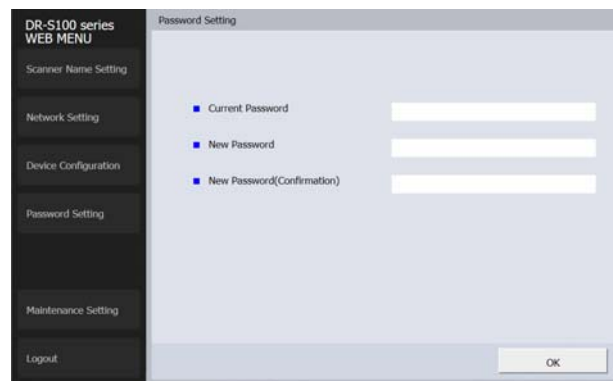 DR-S100 series
WEB MENU
Scanner Name Setting
Network Setting
Device Configuration
Password Setting
Maintenance Setting
Logout
Password Setting
Current Password
New Password
New Password(Confirmation)
OK